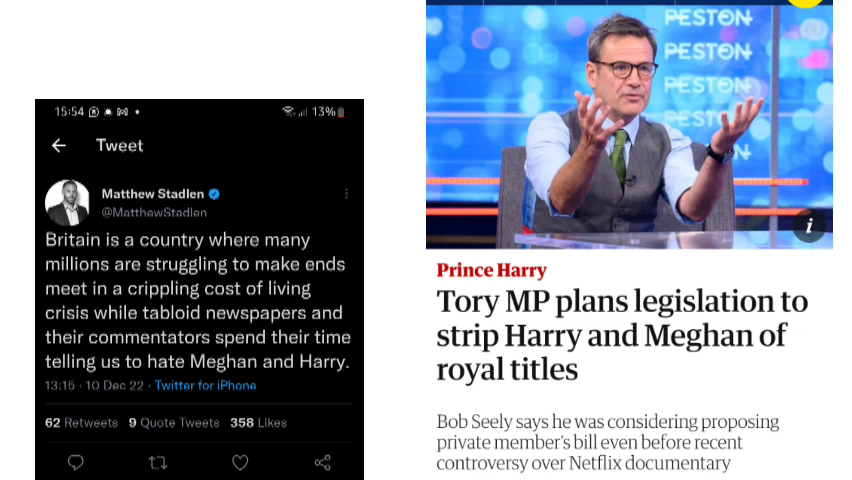 15:54
13%
Tweet
Matthew Stadlen
@MatthewStadlen
Britain is a country where many
millions are struggling to make ends
meet in a crippling cost of living
crisis while tabloid newspapers and
their commentators spend their time
telling us to hate Meghan and Harry.
13:15 · 10 Dec 22 · Twitter for iPhone
62 Retweets 9 Quote Tweets 358 Likes
PESTON
PESTON
PESTON
PESTON
i
Prince Harry
Tory MP plans legislation to
strip Harry and Meghan of
royal titles
Bob Seely says he was considering proposing
private member's bill even before recent
controversy over Netflix documentary